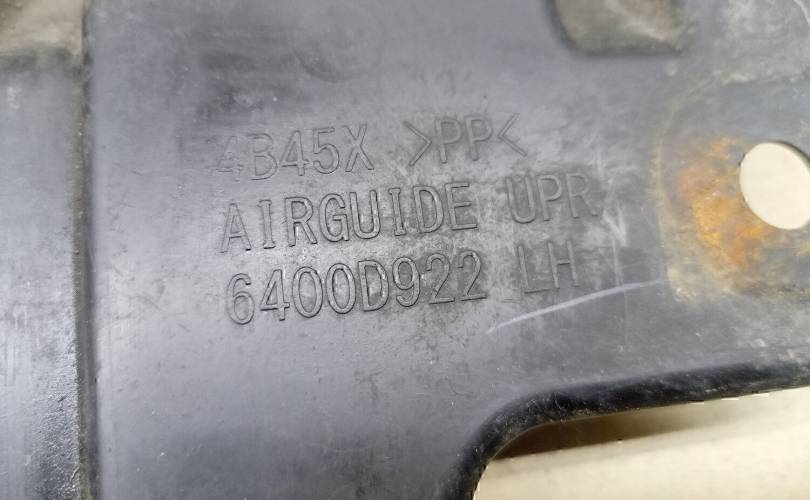 4B45X >PP<
AIRGUIDE UPR
6400D922 LH